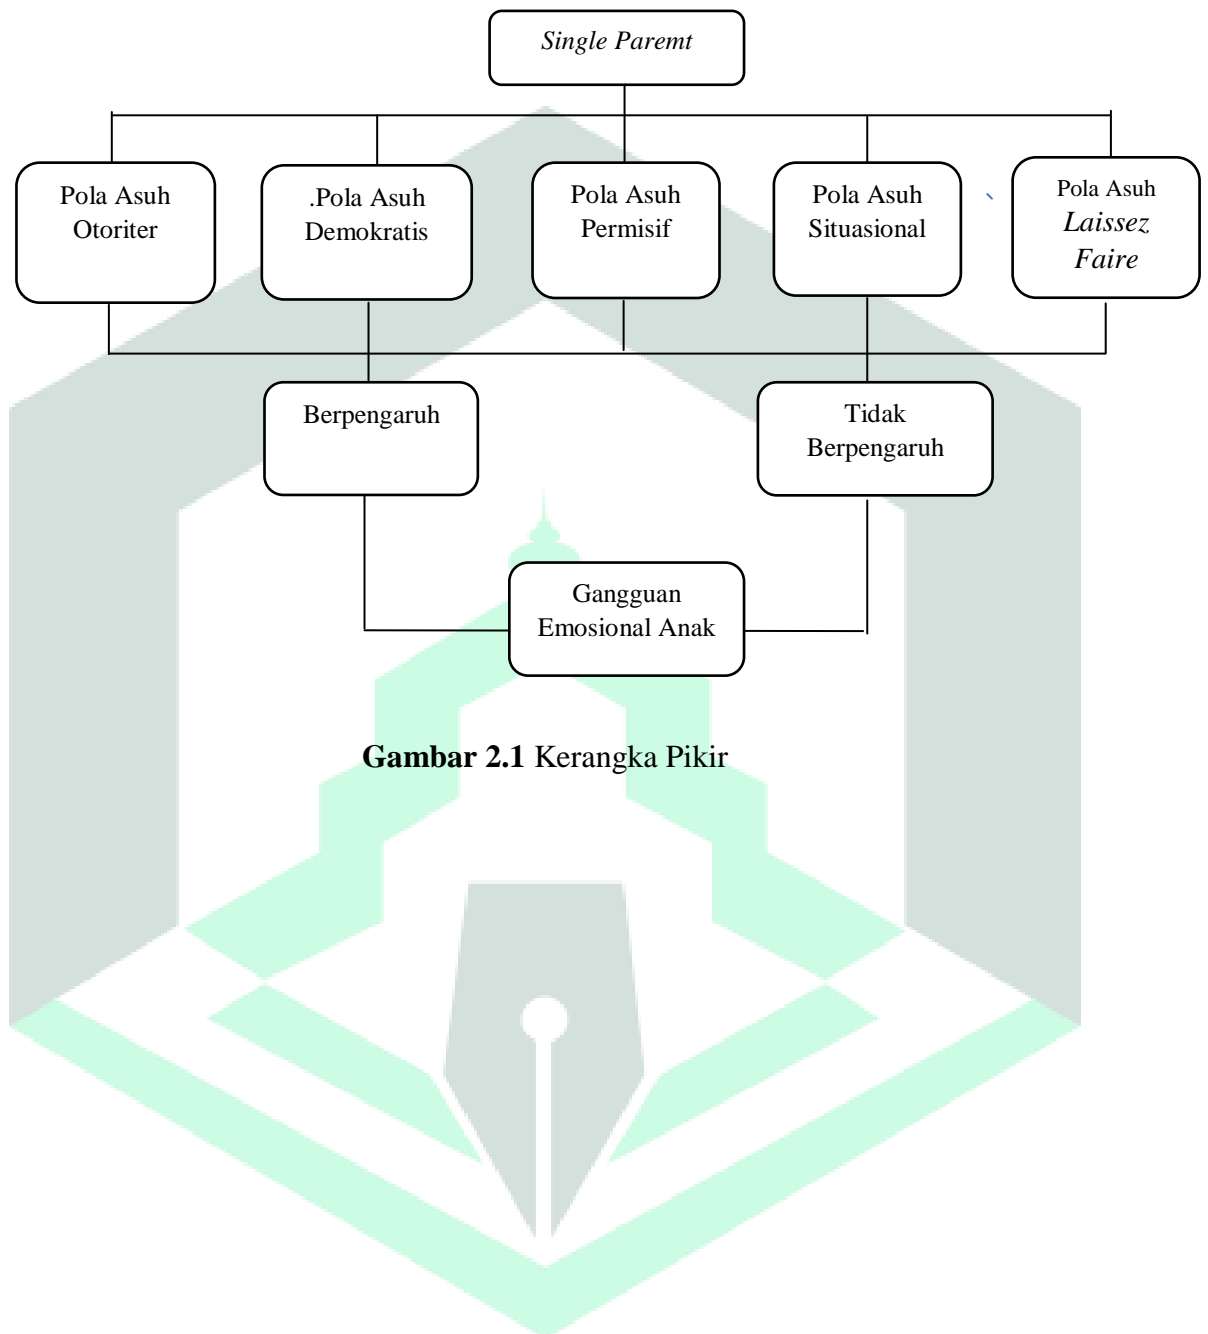 Single Paremt
Pola Asuh
Otoriter
.Pola Asuh
Demokratis
Pola Asuh
Permisif
Pola Asuh
Situasional
`
Pola Asuh
Laissez
Faire
Berpengaruh
Tidak
Berpengaruh
Gangguan
Emosional Anak
Gambar 2.1 Kerangka Pikir